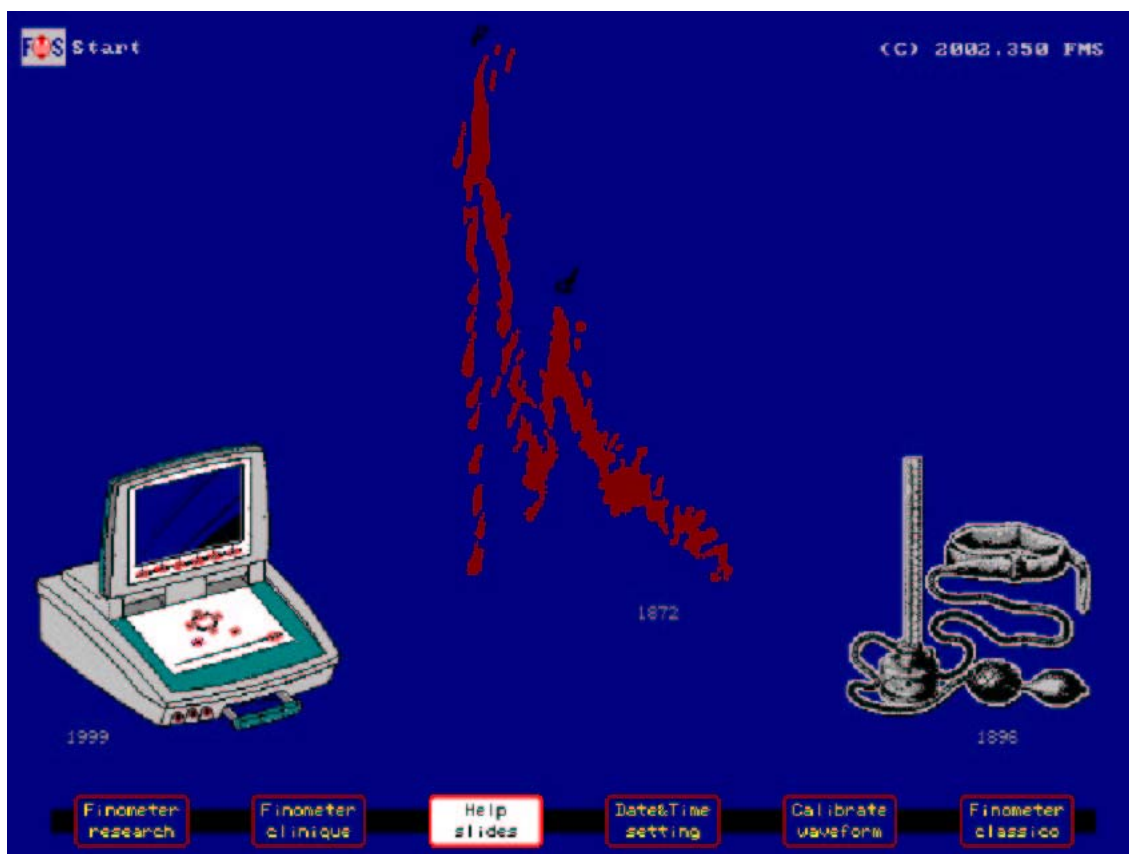 FMS Start
(C) 2002.350 FMS
1872
1999
1896
Finometer
research
Finometer
clinique
Help
slides
Date&Time
setting
Calibrate
waveform
Finometer
classico